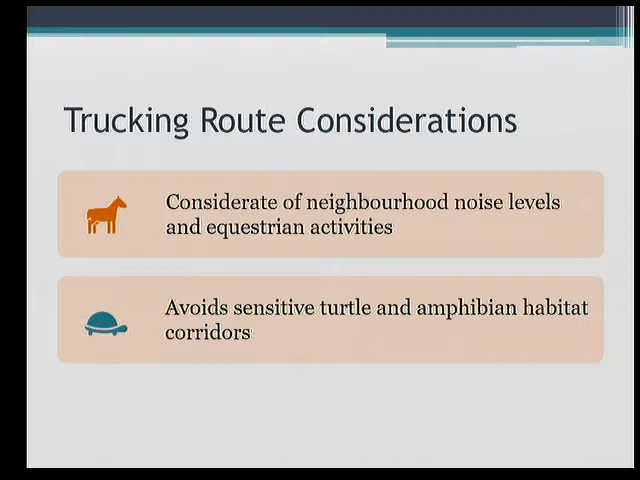 Trucking Route Considerations
Considerate of neighbourhood noise levels
and equestrian activities
Avoids sensitive turtle and amphibian habitat
corridors